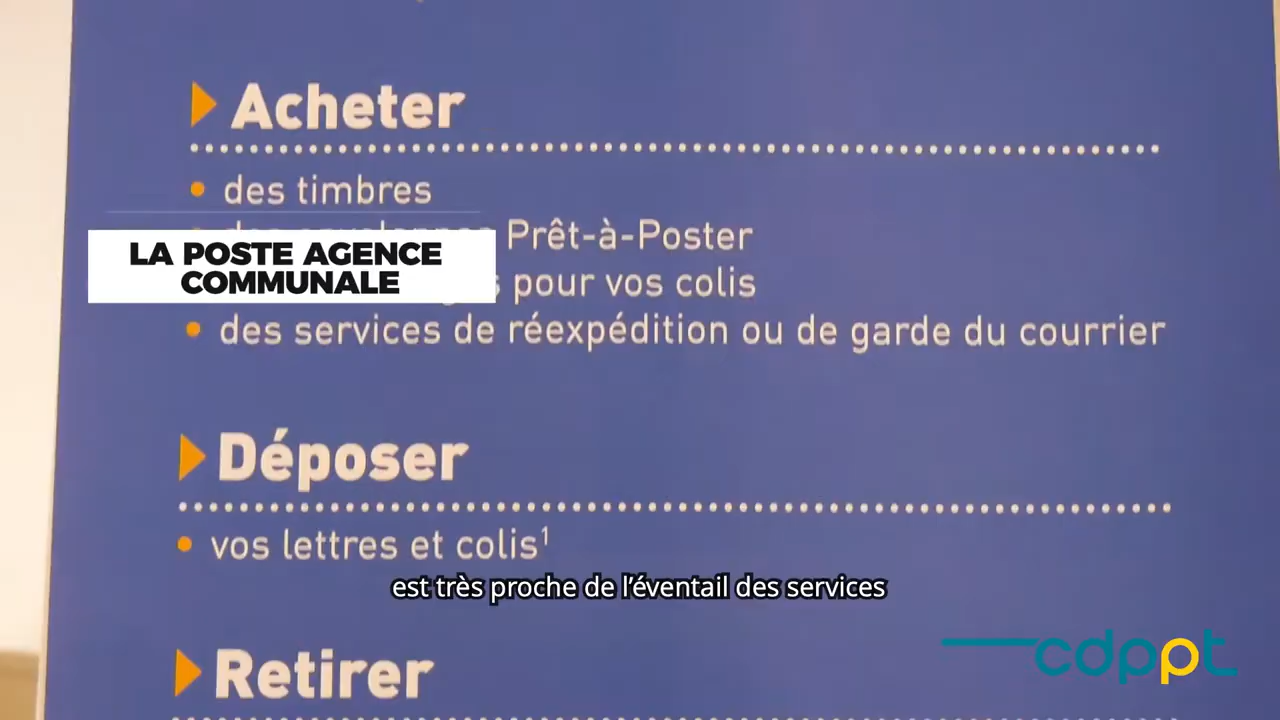 Acheter
des timbres
Prêt-à-Poster
LA POSTE AGENCE
COMMUNALE
pour vos colis
des services de réexpédition ou de garde du courrier
Déposer
vos lettres et colis¹
est très proche de l'éventail des services
cdppt
Retirer